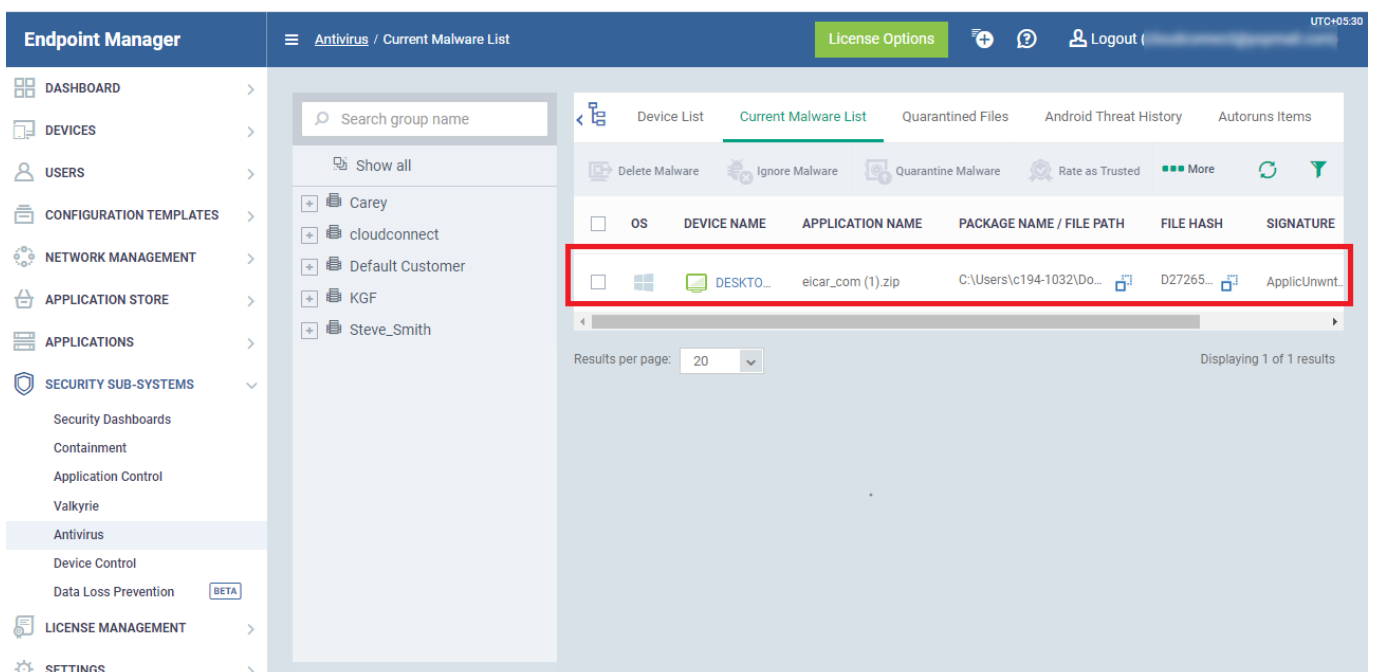 UTC+05:30
Endpoint Manager
Antivirus / Current Malware List
License Options
Logout (
DASHBOARD
DEVICES
USERS
CONFIGURATION TEMPLATES
NETWORK MANAGEMENT
APPLICATION STORE
APPLICATIONS
SECURITY SUB-SYSTEMS
Security Dashboards
Containment
Application Control
Valkyrie
Antivirus
Device Control
Data Loss Prevention BETA
LICENSE MANAGEMENT
SETTINGS
Search group name
Show all
Carey
cloudconnect
Default Customer
KGF
Steve_Smith
Device List Current Malware List Quarantined Files Android Threat History Autoruns Items
Delete Malware Ignore Malware Quarantine Malware Rate as Trusted More
OS DEVICE NAME APPLICATION NAME PACKAGE NAME / FILE PATH FILE HASH SIGNATURE
DESKTO... eicar_com (1).zip C:\Users\c194-1032\Do... D27265... ApplicUnwnt..
Results per page: 20 Displaying 1 of 1 results